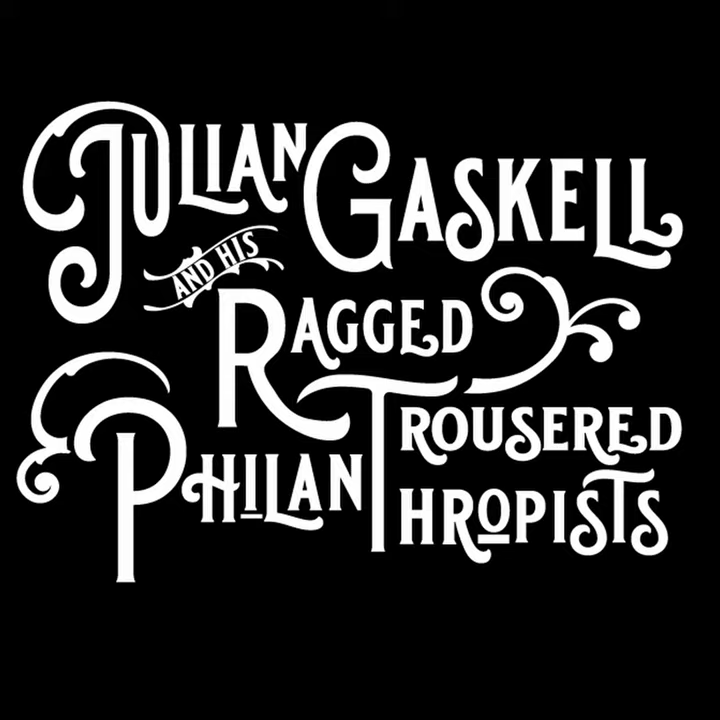 JULIAN GASKELL
AND HIS
RAGGED
TROUSERED
PHILANTHROPISTS